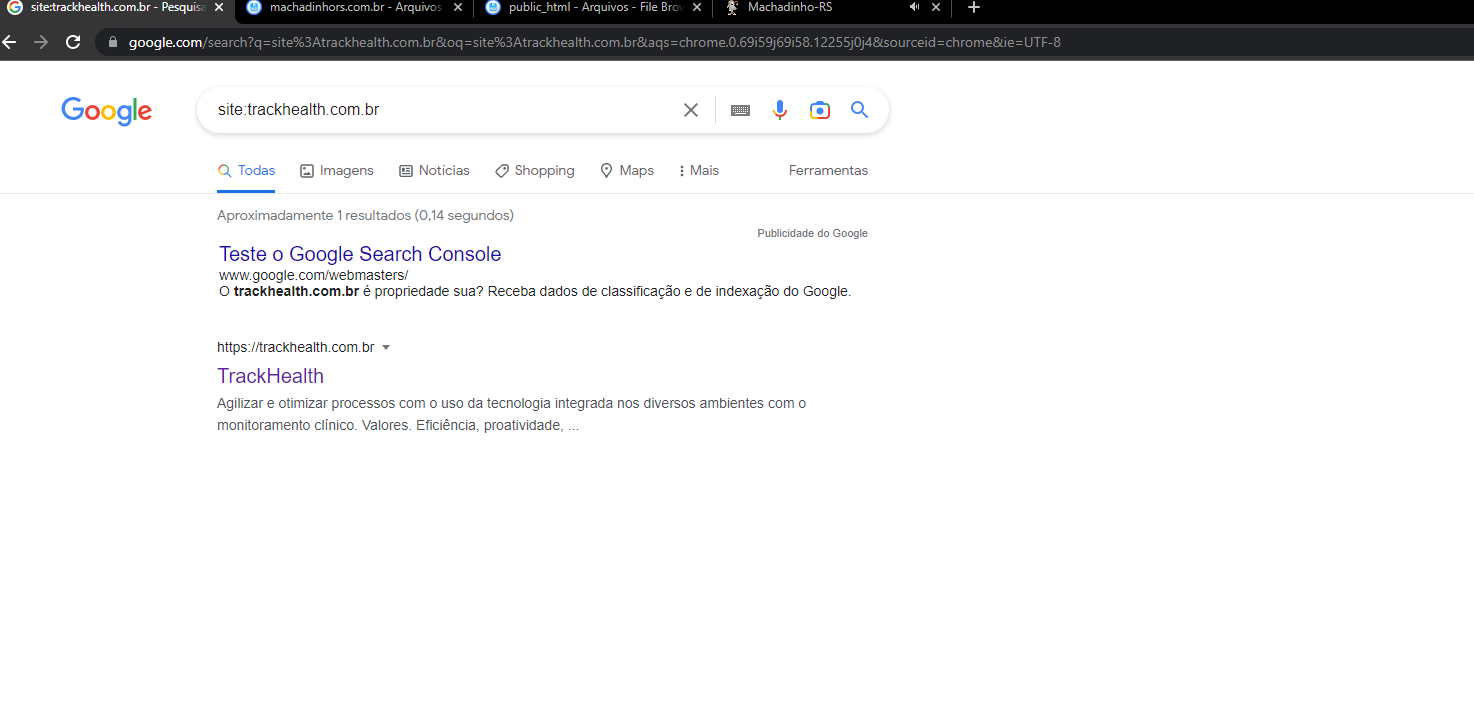 site:trackhealth.com.br - Pesquisa
machadinhors.com.br - Arquivos
public_html - Arquivos - File Brow
Machadinho-RS
google.com/search?q=site%3Atrackhealth.com.br&oq=site%3Atrackhealth.com.br&aqs=chrome.0.69i59j69i58.12255j0j4&sourceid=chrome&ie=UTF-8
Google
site:trackhealth.com.br
Todas
Imagens
Notícias
Shopping
Maps
Mais
Ferramentas
Aproximadamente 1 resultados (0,14 segundos)
Publicidade do Google
Teste o Google Search Console
www.google.com/webmasters/
O trackhealth.com.br é propriedade sua? Receba dados de classificação e de indexação do Google.
https://trackhealth.com.br
TrackHealth
Agilizar e otimizar processos com o uso da tecnologia integrada nos diversos ambientes com o
monitoramento clínico. Valores. Eficiência, proatividade, ...